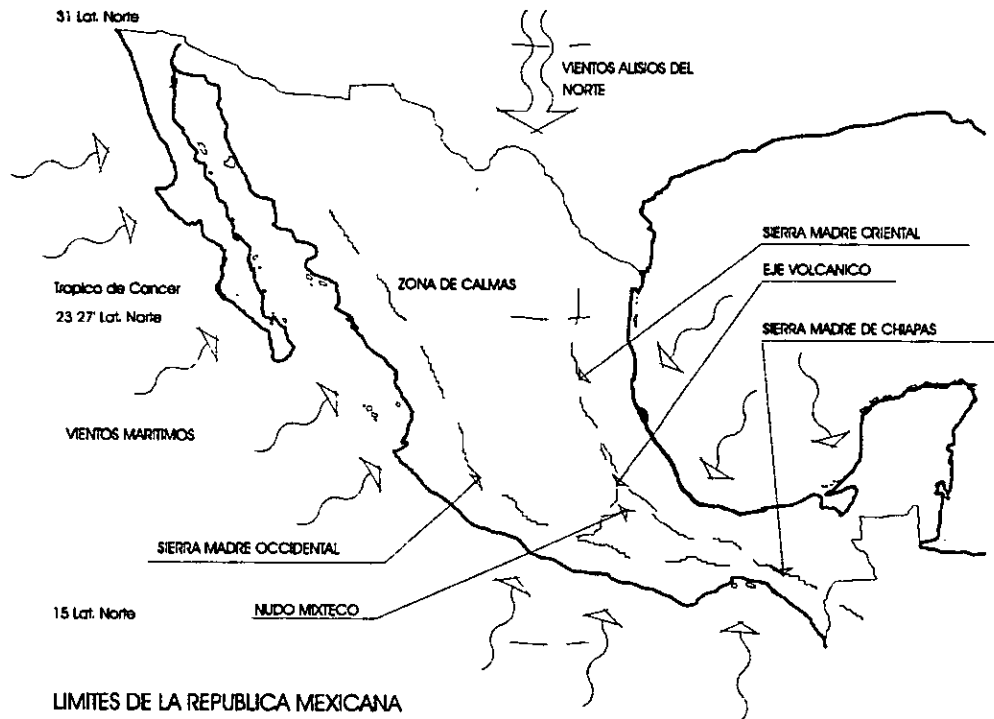 31 Lat. Norte
VIENTOS ALISIOS DEL
NORTE
SIERRA MADRE ORIENTAL
EJE VOLCANICO
ZONA DE CALMAS
Tropico de Cancer
23 27' Lat. Norte
SIERRA MADRE DE CHIAPAS
VIENTOS MARITIMOS
SIERRA MADRE OCCIDENTAL
NUDO MIXTECO
15 Lat. Norte
LIMITES DE LA REPUBLICA MEXICANA